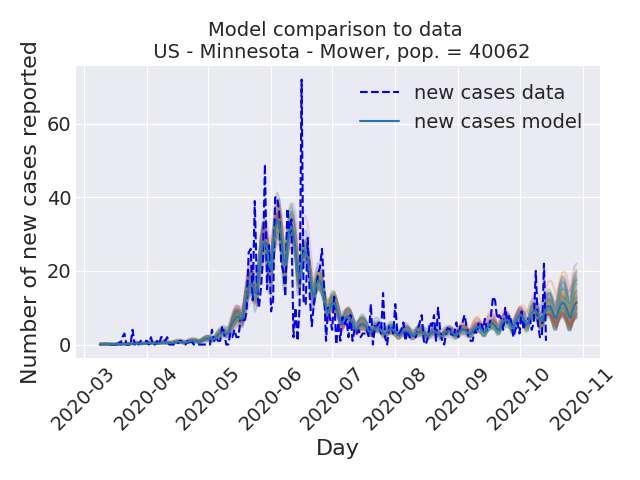 Model comparison to data
US - Minnesota - Mower, pop. = 40062
Number of new cases reported
60
40
20
0
new cases data
new cases model
2020-03
2020-04
2020-05
2020-06
2020-07
2020-08
2020-09
2020-10
2020-11
Day